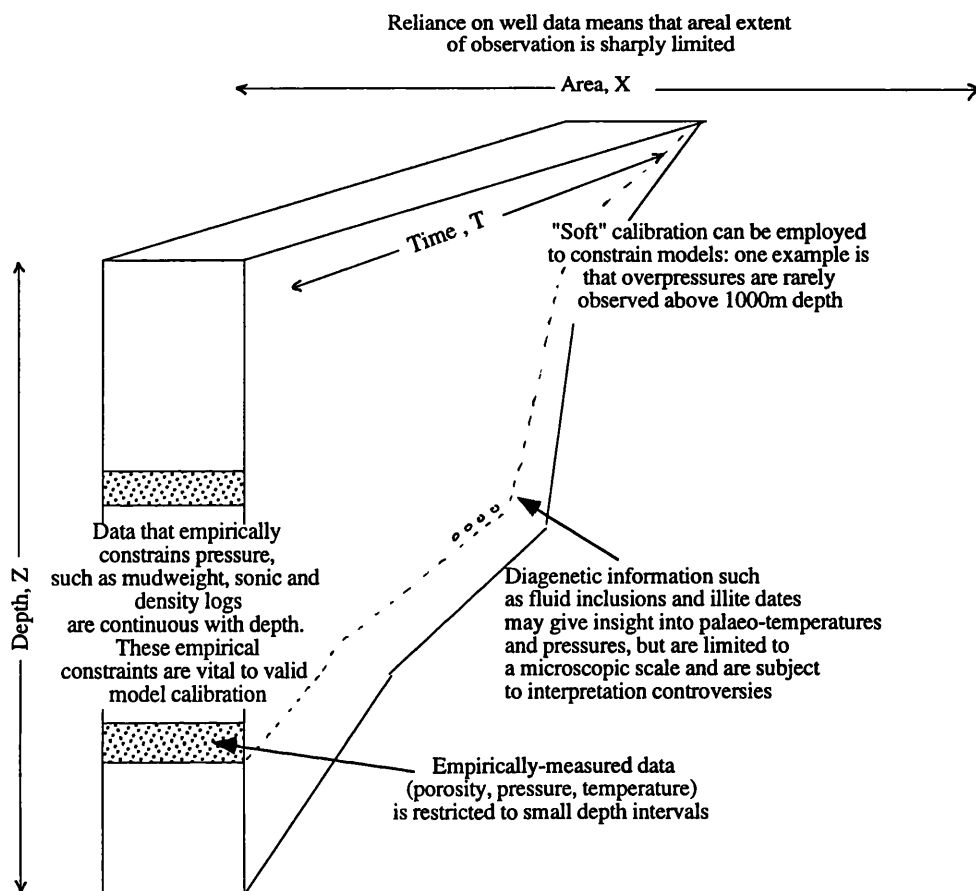 Reliance on well data means that areal extent
of observation is sharply limited
Area, X
Time , T
"Soft" calibration can be employed
to constrain models: one example is
that overpressures are rarely
observed above 1000m depth
Depth, Z
Data that empirically
constrains pressure,
such as mudweight, sonic and
density logs
are continuous with depth.
These empirical
constraints are vital to valid
model calibration
Diagenetic information such
as fluid inclusions and illite dates
may give insight into palaeo-temperatures
and pressures, but are limited to
a microscopic scale and are subject
to interpretation controversies
Empirically-measured data
(porosity, pressure, temperature)
is restricted to small depth intervals